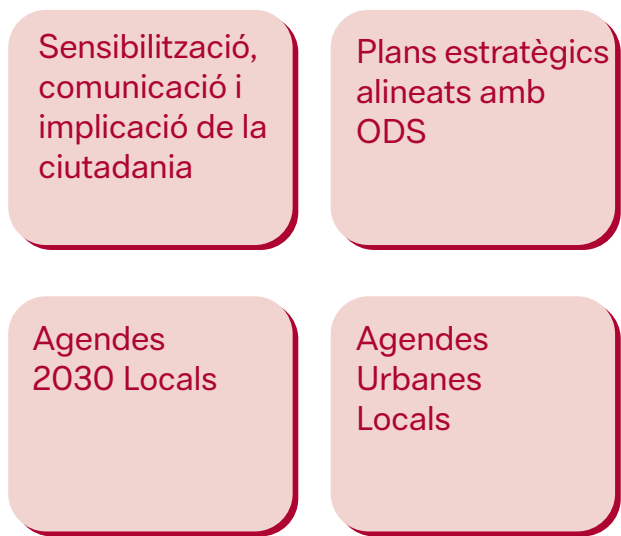 Sensibilització,
comunicació i
implicació de la
ciutadania
Plans estratègics
alineats amb
ODS
Agendes
2030 Locals
Agendes
Urbanes
Locals